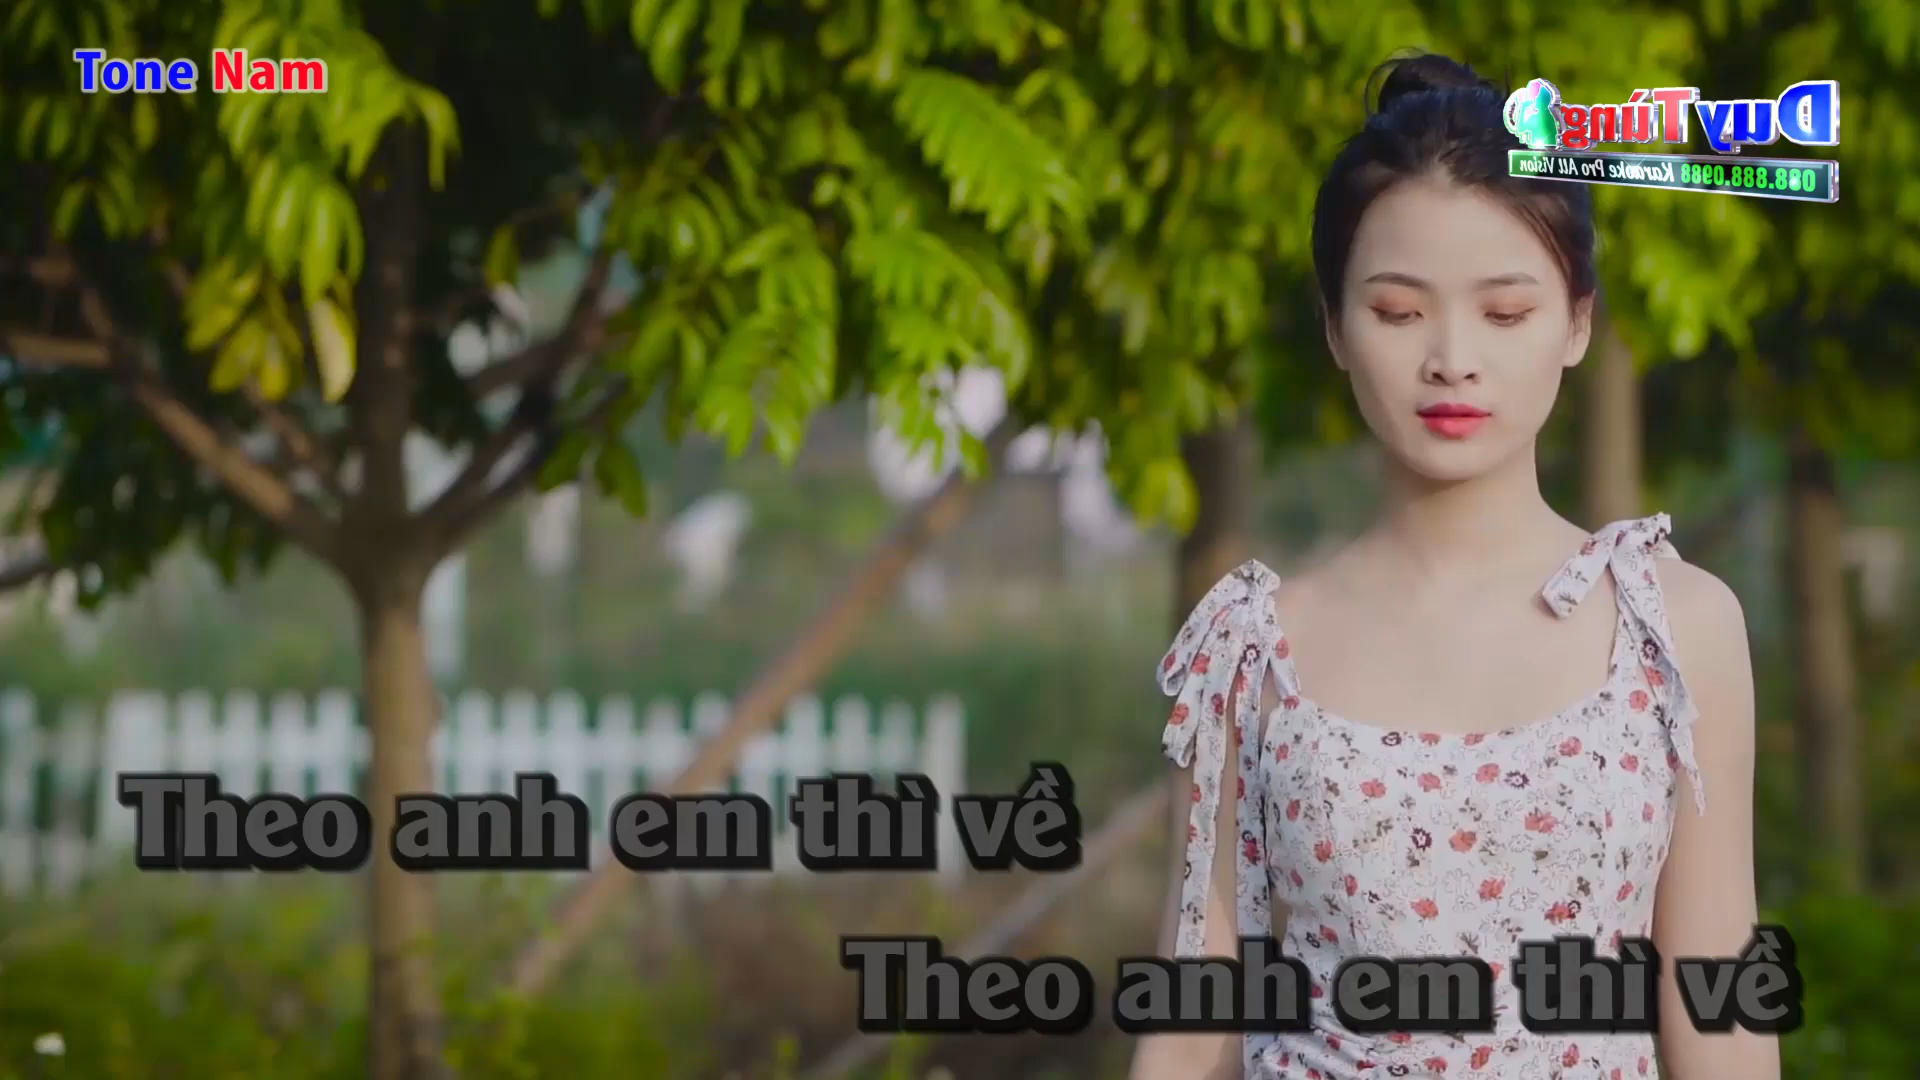 Tone Nam
Duy Tùng
088.888.0988 Karaoke Pro All Vision
Theo anh em thì về
Theo anh em thì về